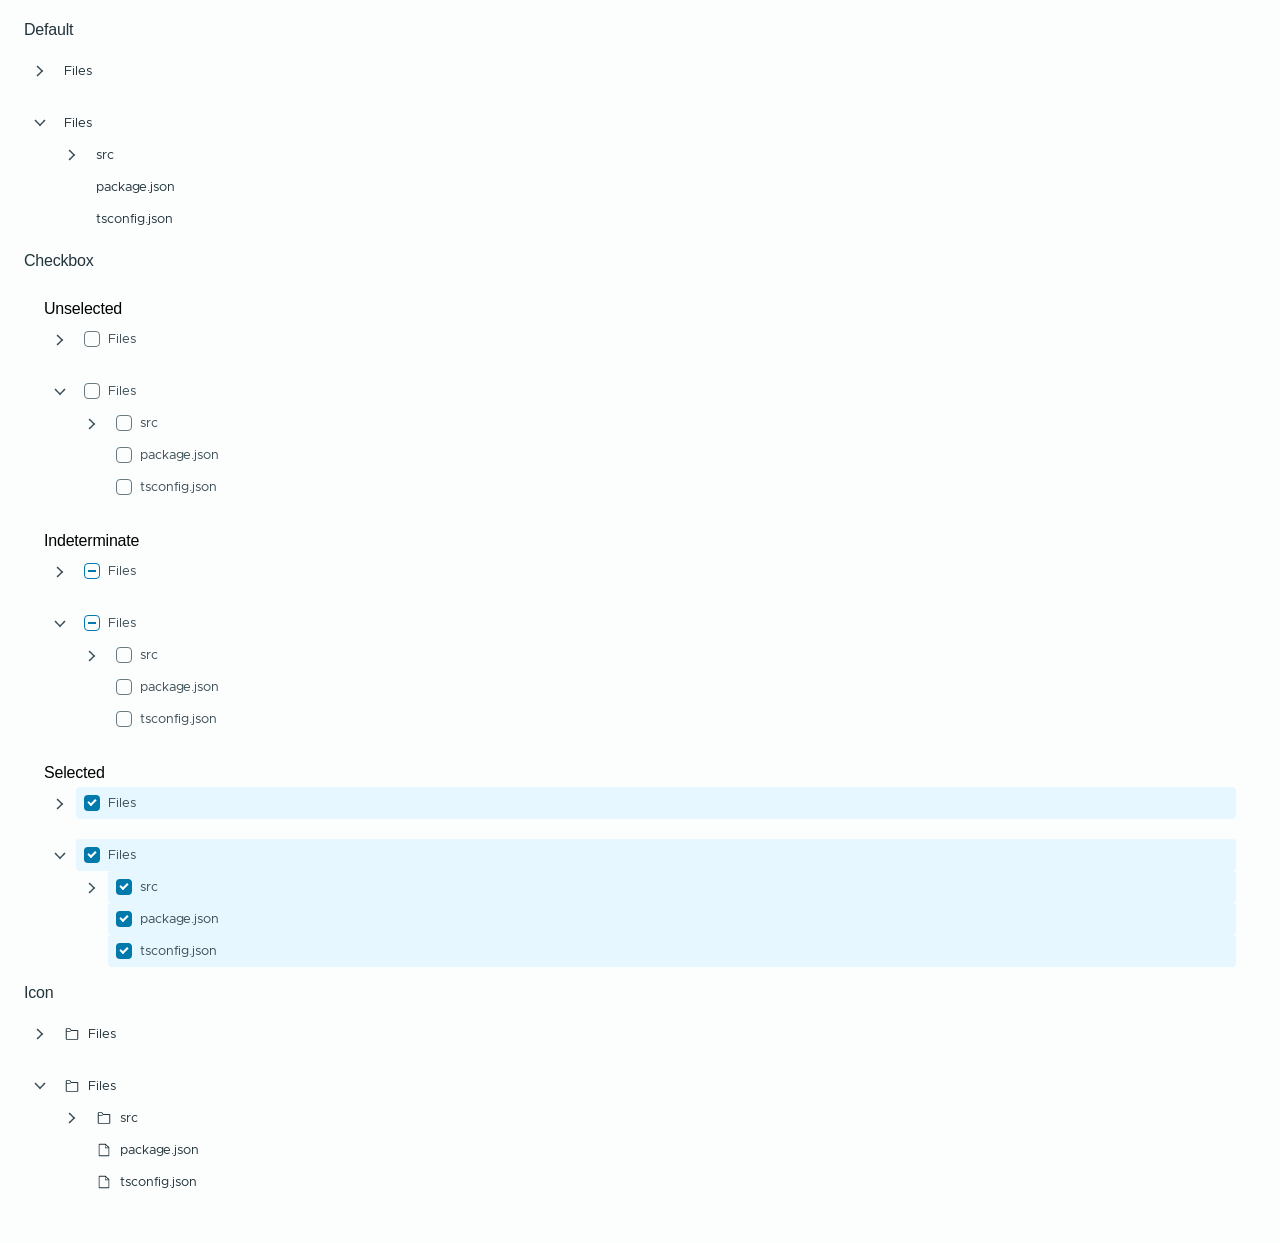 Default
Files
Files
src
package.json
tsconfig.json
Checkbox
Unselected
Files
Files
src
package.json
tsconfig.json
Indeterminate
Files
Files
src
package.json
tsconfig.json
Selected
Files
Files
src
package.json
tsconfig.json
Icon
Files
Files
src
package.json
tsconfig.json